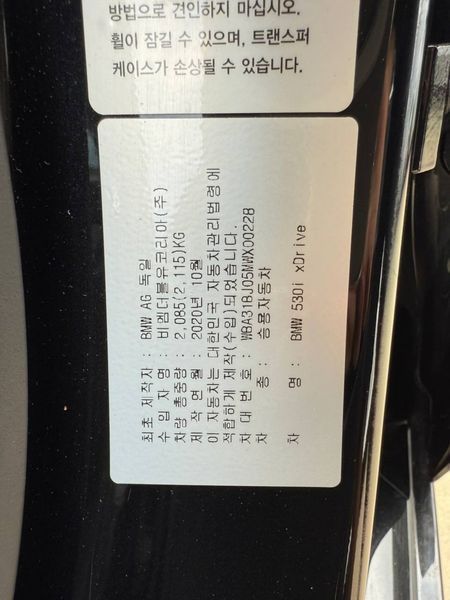 방법으로 견인하지 마십시오.
휠이 잠길 수 있으며, 트랜스퍼
케이스가 손상될 수 있습니다.
최초 제작자 : BMW AG 독일
수 입 자 명 : 비엠더블유코리아(주)
차량 총중량 : 2,085(2,115)KG
제 작 연 월 : 2020년 10월
이 자동차는 대한민국 자동차관리법령에
적합하게 제작(수입)되었습니다.
차 대 번 호 : WBA31BJ05MWX00228
차 종 : 승용자동차
차 명 : BMW 530i xDrive